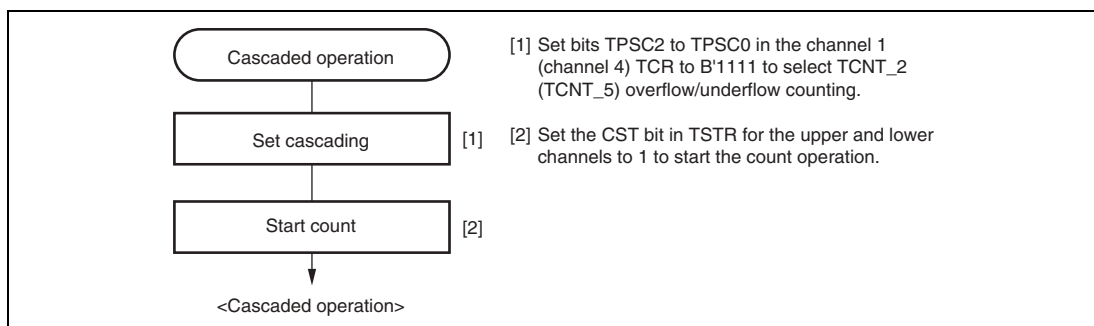 Cascaded operation
Set cascading
[1]
Start count
[2]
<Cascaded operation>
[1] Set bits TPSC2 to TPSC0 in the channel 1
(channel 4) TCR to B'1111 to select TCNT_2
(TCNT_5) overflow/underflow counting.
[2] Set the CST bit in TSTR for the upper and lower
channels to 1 to start the count operation.